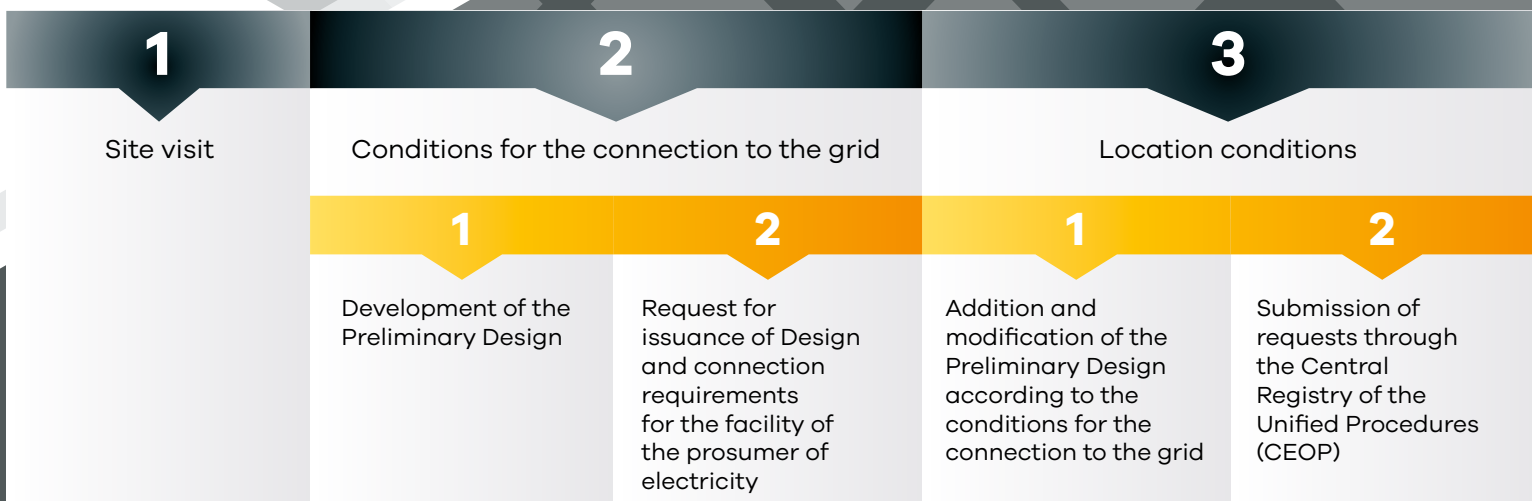 1
Site visit
2
Conditions for the connection to the grid
1
Development of the
Preliminary Design
2
Request for
issuance of Design
and connection
requirements
for the facility of
the prosumer of
electricity
3
Location conditions
1
Addition and
modification of the
Preliminary Design
according to the
conditions for the
connection to the grid
2
Submission of
requests through
the Central
Registry of the
Unified Procedures
(CEOP)